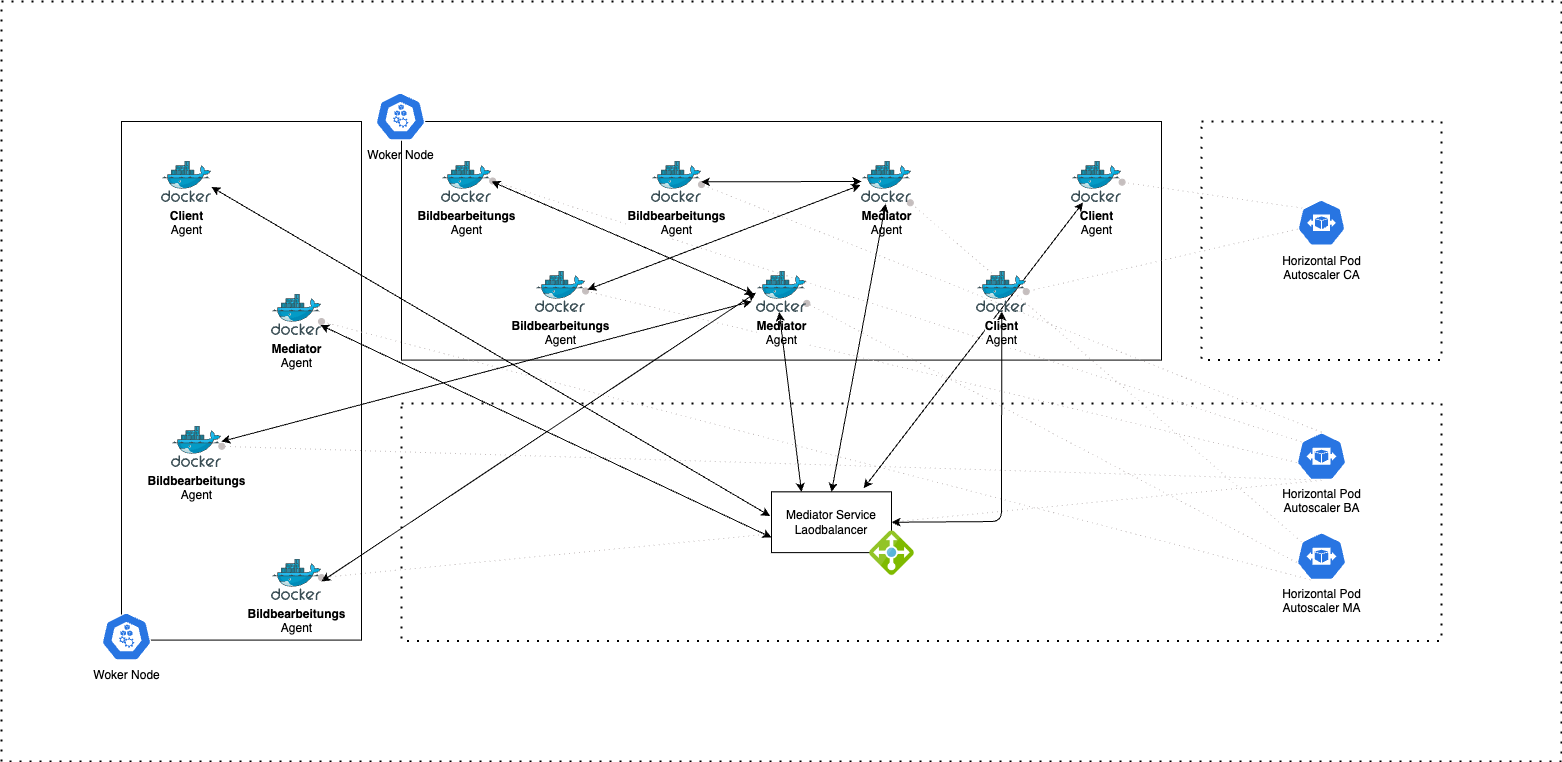 Woker Node
docker
Client
Agent
docker
Bildbearbeitungs
Agent
docker
Bildbearbeitungs
Agent
docker
Mediator
Agent
docker
Client
Agent
Horizontal Pod
Autoscaler CA
docker
Mediator
Agent
docker
Bildbearbeitungs
Agent
docker
Mediator
Agent
docker
Client
Agent
docker
Bildbearbeitungs
Agent
Horizontal Pod
Autoscaler BA
Mediator Service
Laodbalancer
docker
Bildbearbeitungs
Agent
Horizontal Pod
Autoscaler MA
Woker Node